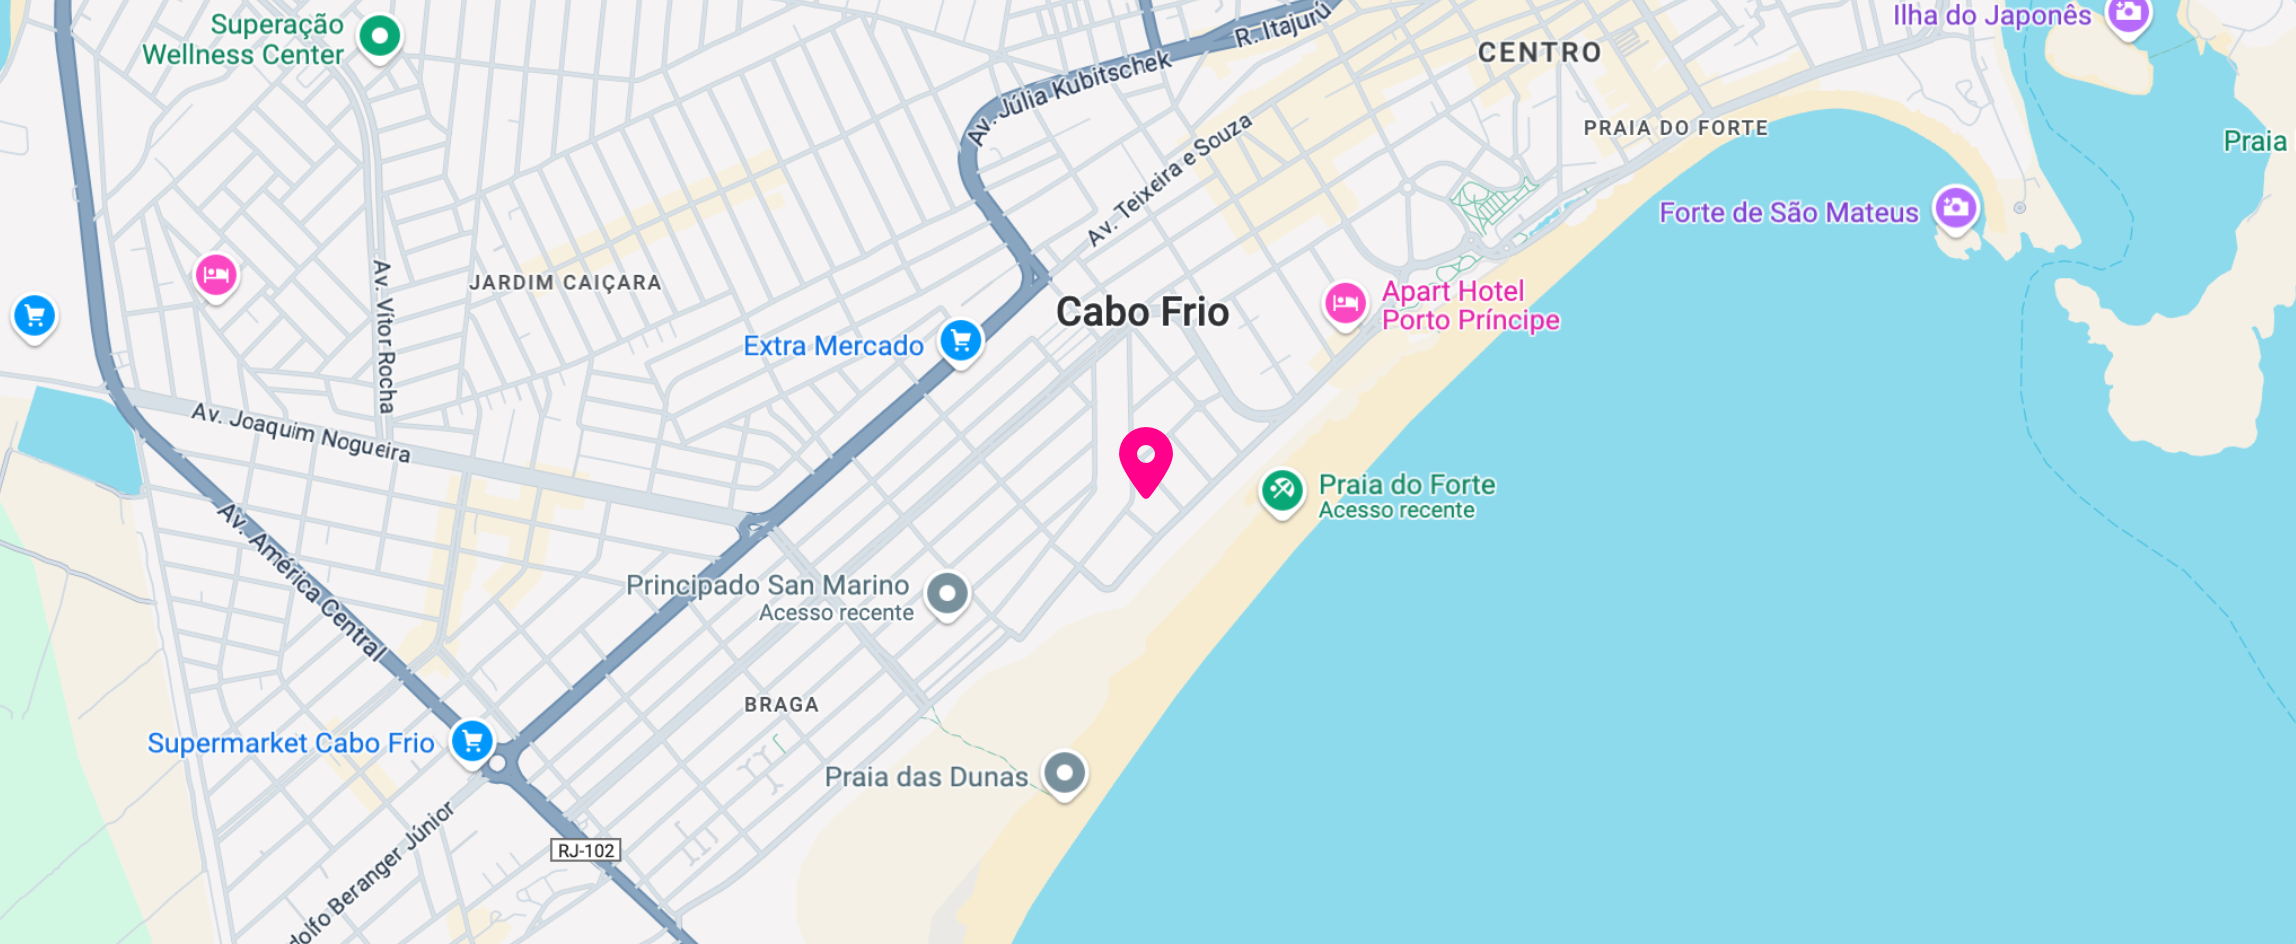 Superação
Wellness Center
R. Itajurú
Av. Júlia Kubitschek
CENTRO
Ilha do Japonês
PRAIA DO FORTE
Praia
Av. Teixeira e Souza
Forte de São Mateus
JARDIM CAIÇARA
Av. Vítor Rocha
Cabo Frio
Apart Hotel
Porto Príncipe
Extra Mercado
Av. Joaquim Nogueira
Praia do Forte
Acesso recente
Av. América Central
Principado San Marino
Acesso recente
BRAGA
Supermarket Cabo Frio
Praia das Dunas
RJ-102
dolfo Beranger Júnior